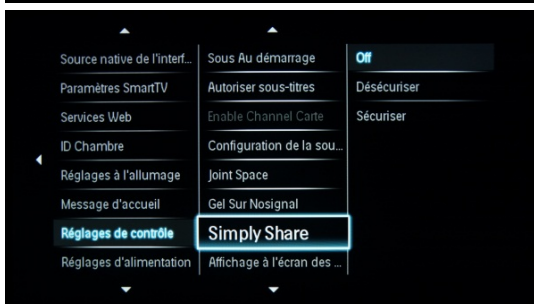 Source native de l'interf...
Paramètres SmartTV
Services Web
ID Chambre
Réglages à l'allumage
Message d'accueil
Réglages de contrôle
Réglages d'alimentation
Sous Au démarrage
Autoriser sous-titres
Enable Channel Carte
Configuration de la sou...
Joint Space
Gel Sur Nosignal
Simply Share
Affichage à l'écran des ...
Off
Désécuriser
Sécuriser